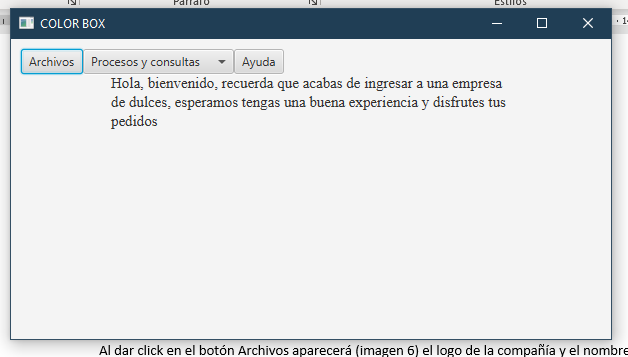 Párrafo
Estilos
COLOR BOX
Archivos
Procesos y consultas
Ayuda
Hola, bienvenido, recuerda que acabas de ingresar a una empresa
de dulces, esperamos tengas una buena experiencia y disfrutes tus
pedidos
Al dar click en el botón Archivos aparecerá (imagen 6) el logo de la compañía y el nombre